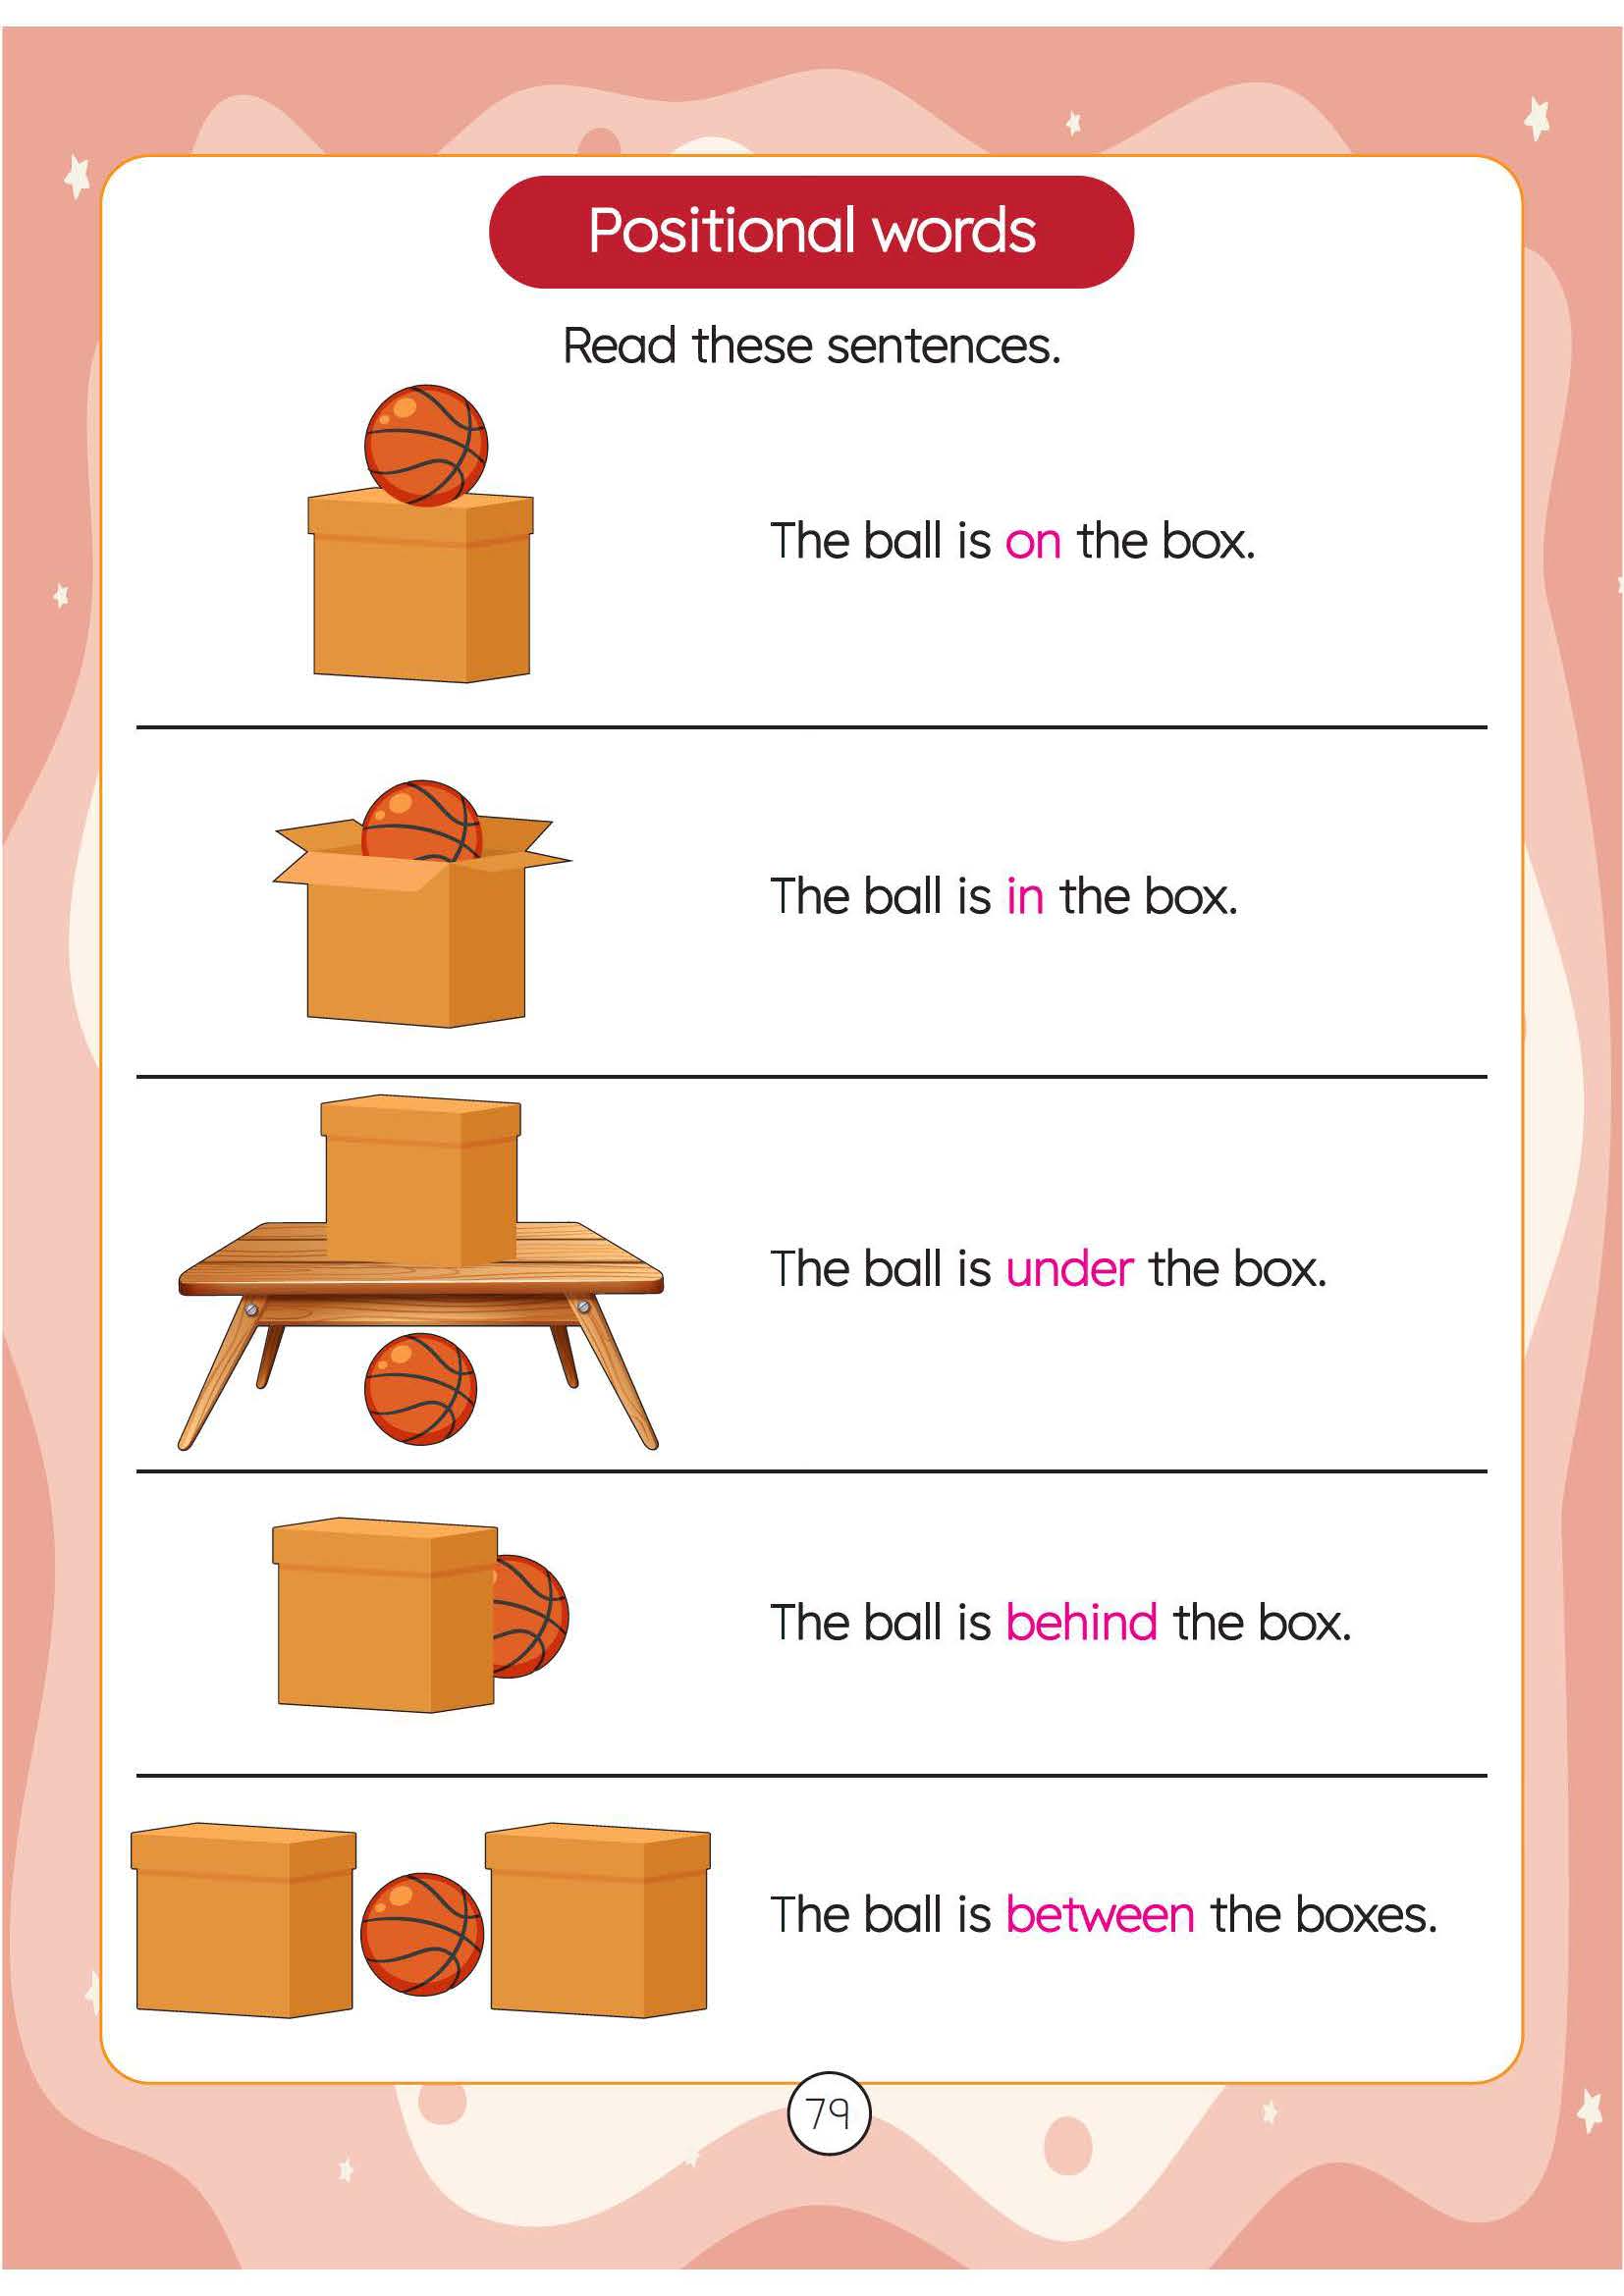 Positional words
Read these sentences.
The ball is on the box.
The ball is in the box.
The ball is under the box.
The ball is behind the box.
The ball is between the boxes.
79